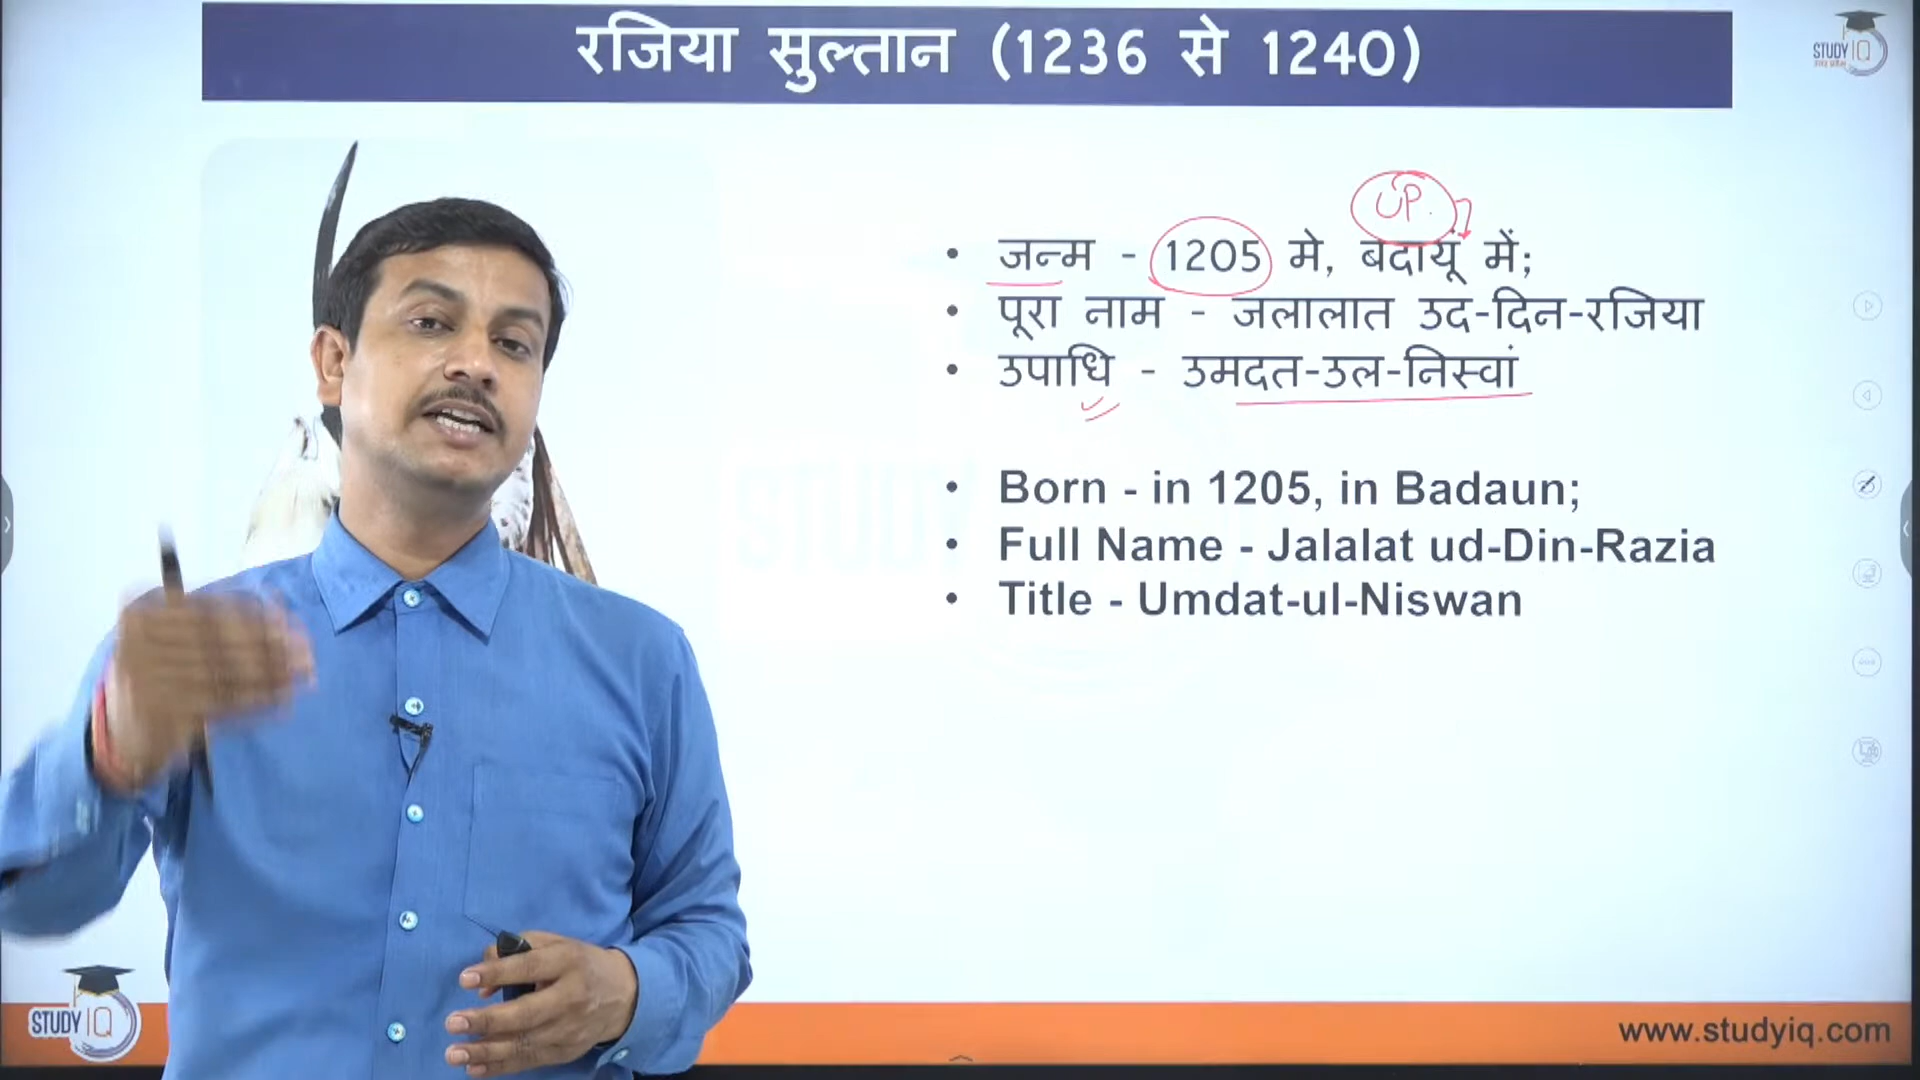 रजिया सुल्तान (1236 से 1240)
STUDY IQ
UP.
• जन्म - 1205 मे, बदायूं में;
• पूरा नाम - जलालात उद-दिन-रजिया
• उपाधि - उमदत-उल-निस्वां
STUDY
• Born - in 1205, in Badaun;
• Full Name - Jalalat ud-Din-Razia
• Title - Umdat-ul-Niswan
STUDY IQ
www.studyiq.com